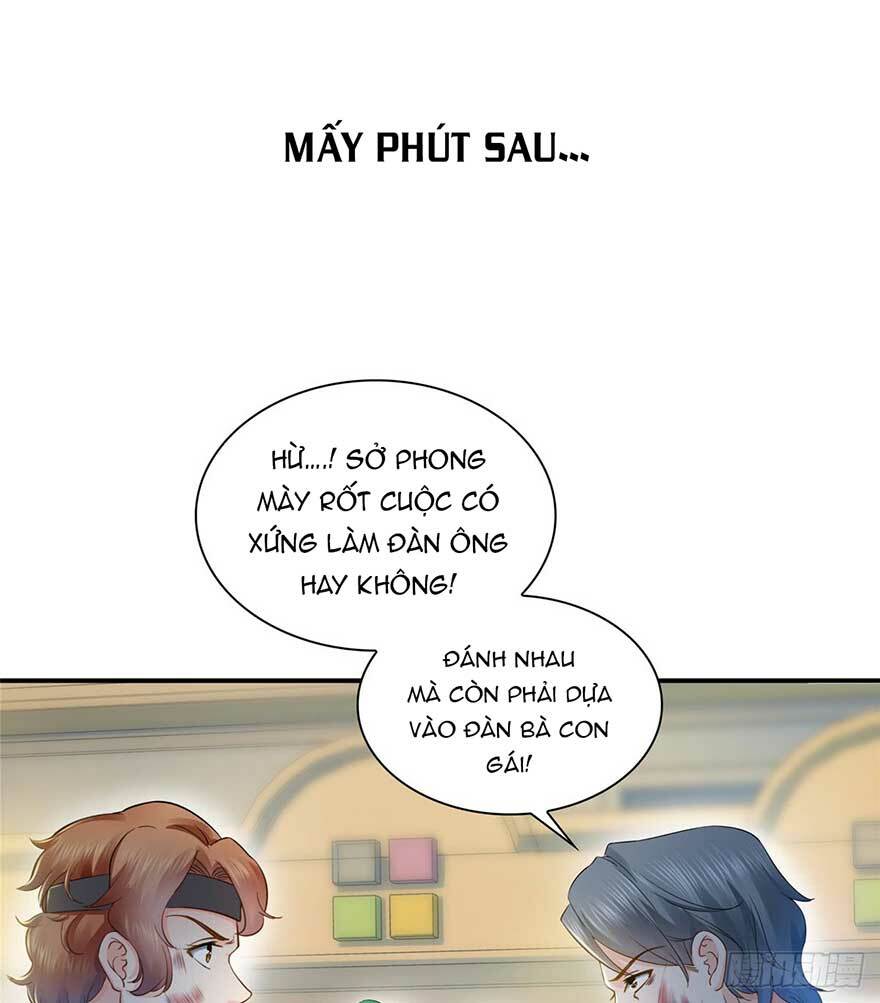 MẤY PHÚT SAU...
HỪ....! SỞ PHONG
MÀY RỐT CUỘC CÓ
XỨNG LÀM ĐÀN ÔNG
HAY KHÔNG!
ĐÁNH NHAU
MÀ CÒN PHẢI DỰA
VÀO ĐÀN BÀ CON
GÁI!